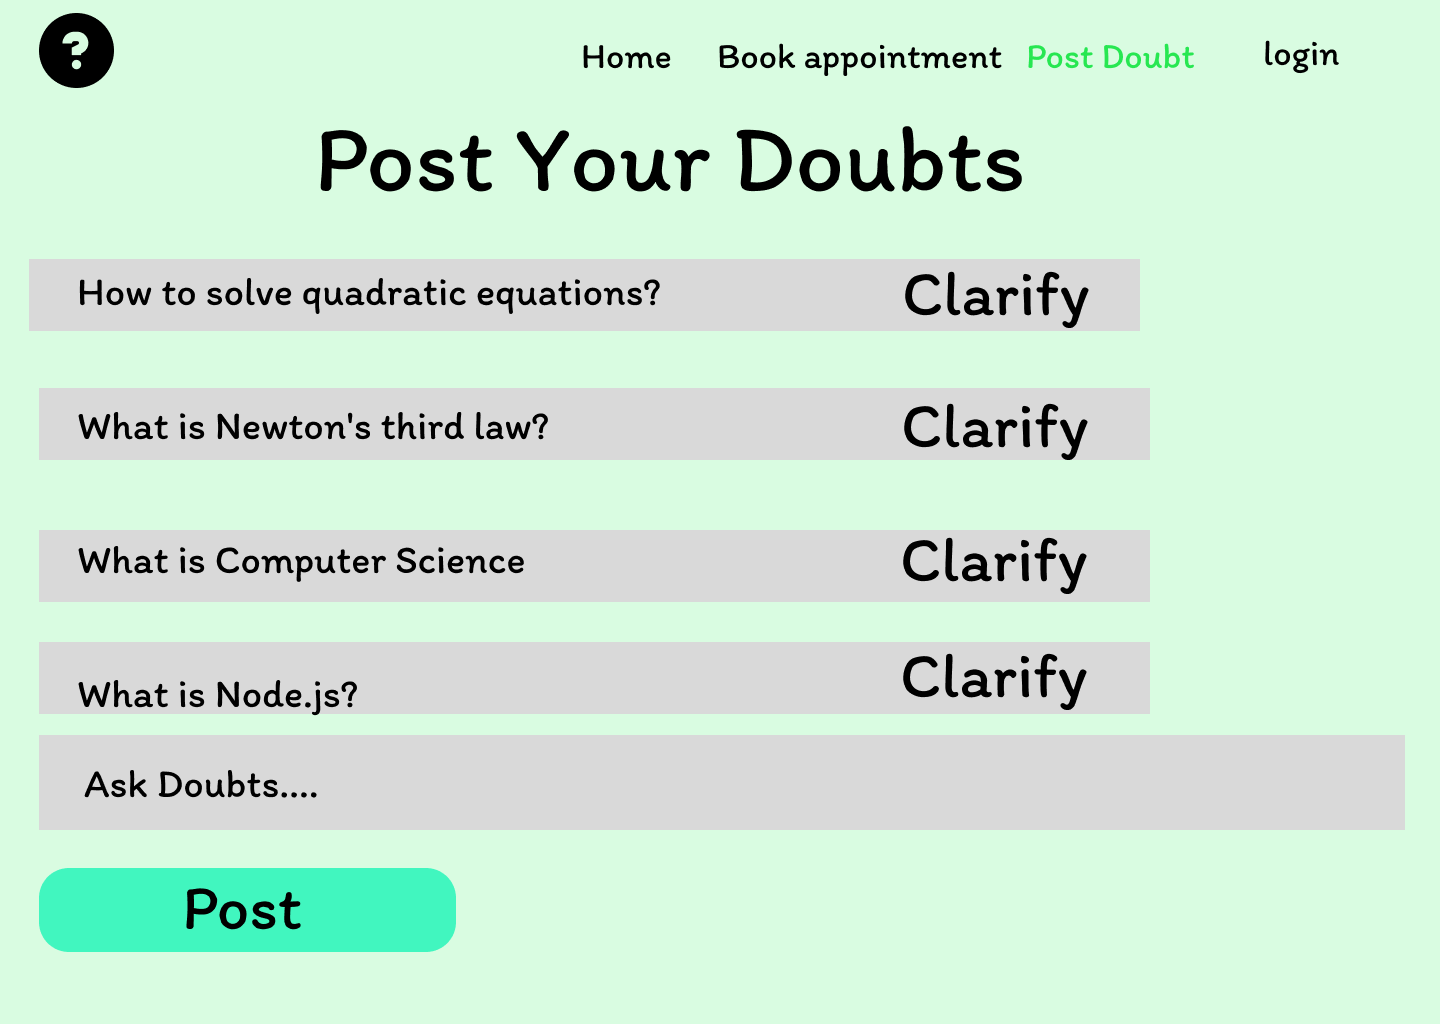 ?
Home Book appointment Post Doubt login
Post Your Doubts
How to solve quadratic equations? Clarify
What is Newton's third law? Clarify
What is Computer Science Clarify
What is Node.js? Clarify
Ask Doubts....
Post